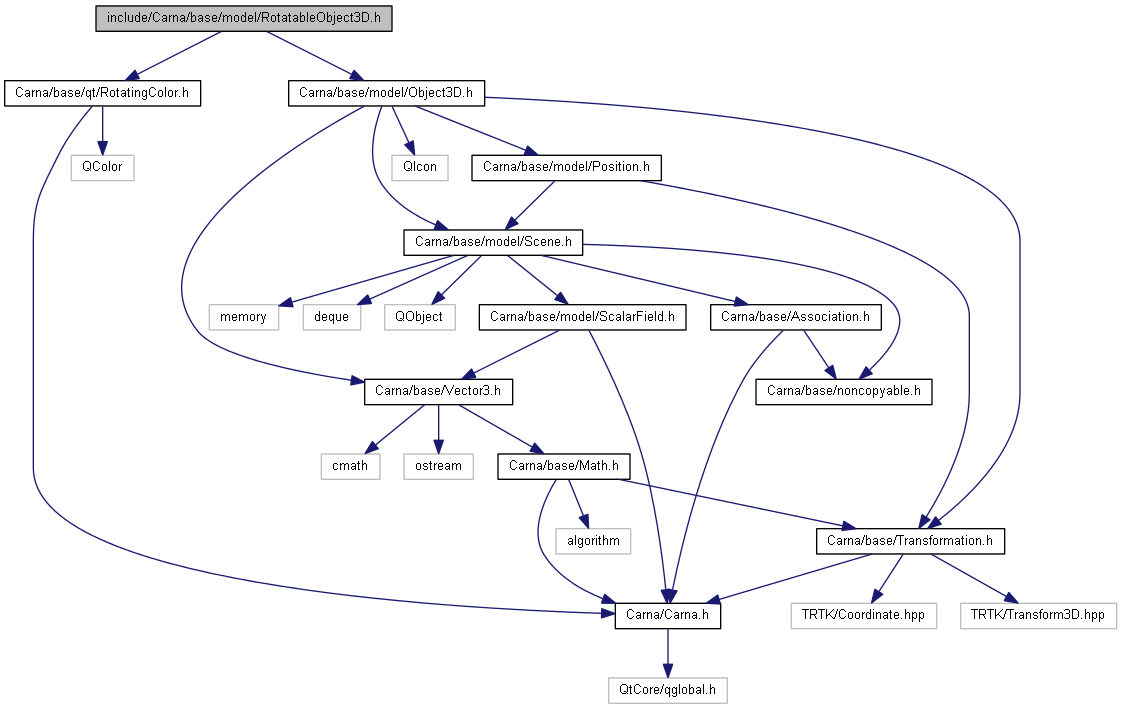 include/Carna/base/model/RotatableObject3D.h
Carna/base/qt/RotatingColor.h
Carna/base/model/Object3D.h
QColor
QIcon
Carna/base/model/Position.h
Carna/base/model/Scene.h
memory
deque
QObject
Carna/base/model/ScalarField.h
Carna/base/Association.h
Carna/base/Vector3.h
Carna/base/noncopyable.h
cmath
ostream
Carna/base/Math.h
algorithm
Carna/base/Transformation.h
Carna/Carna.h
TRTK/Coordinate.hpp
TRTK/Transform3D.hpp
QtCore/qglobal.h